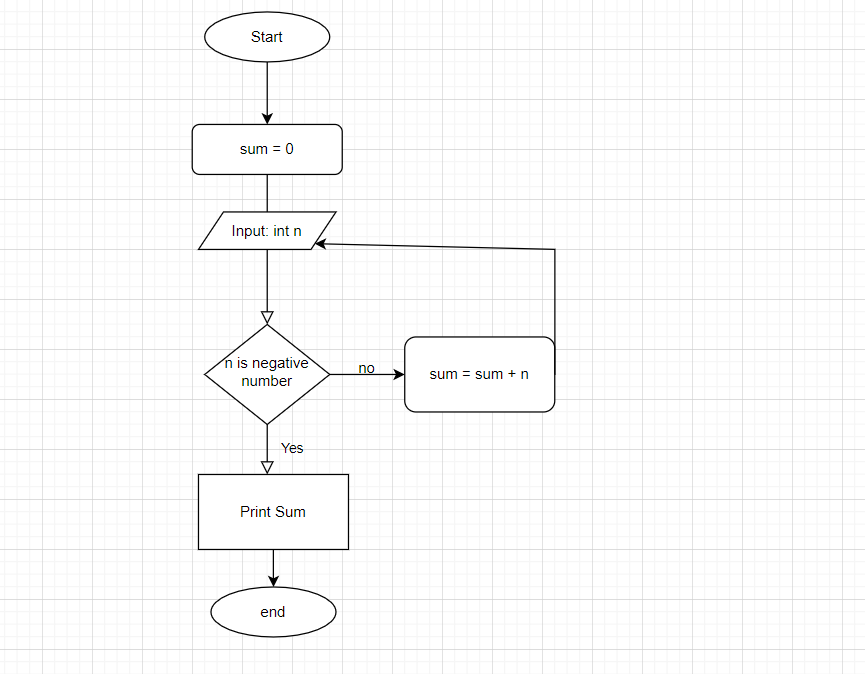 Start
sum = 0
Input: int n
n is negative
number
no
sum = sum + n
Yes
Print Sum
end